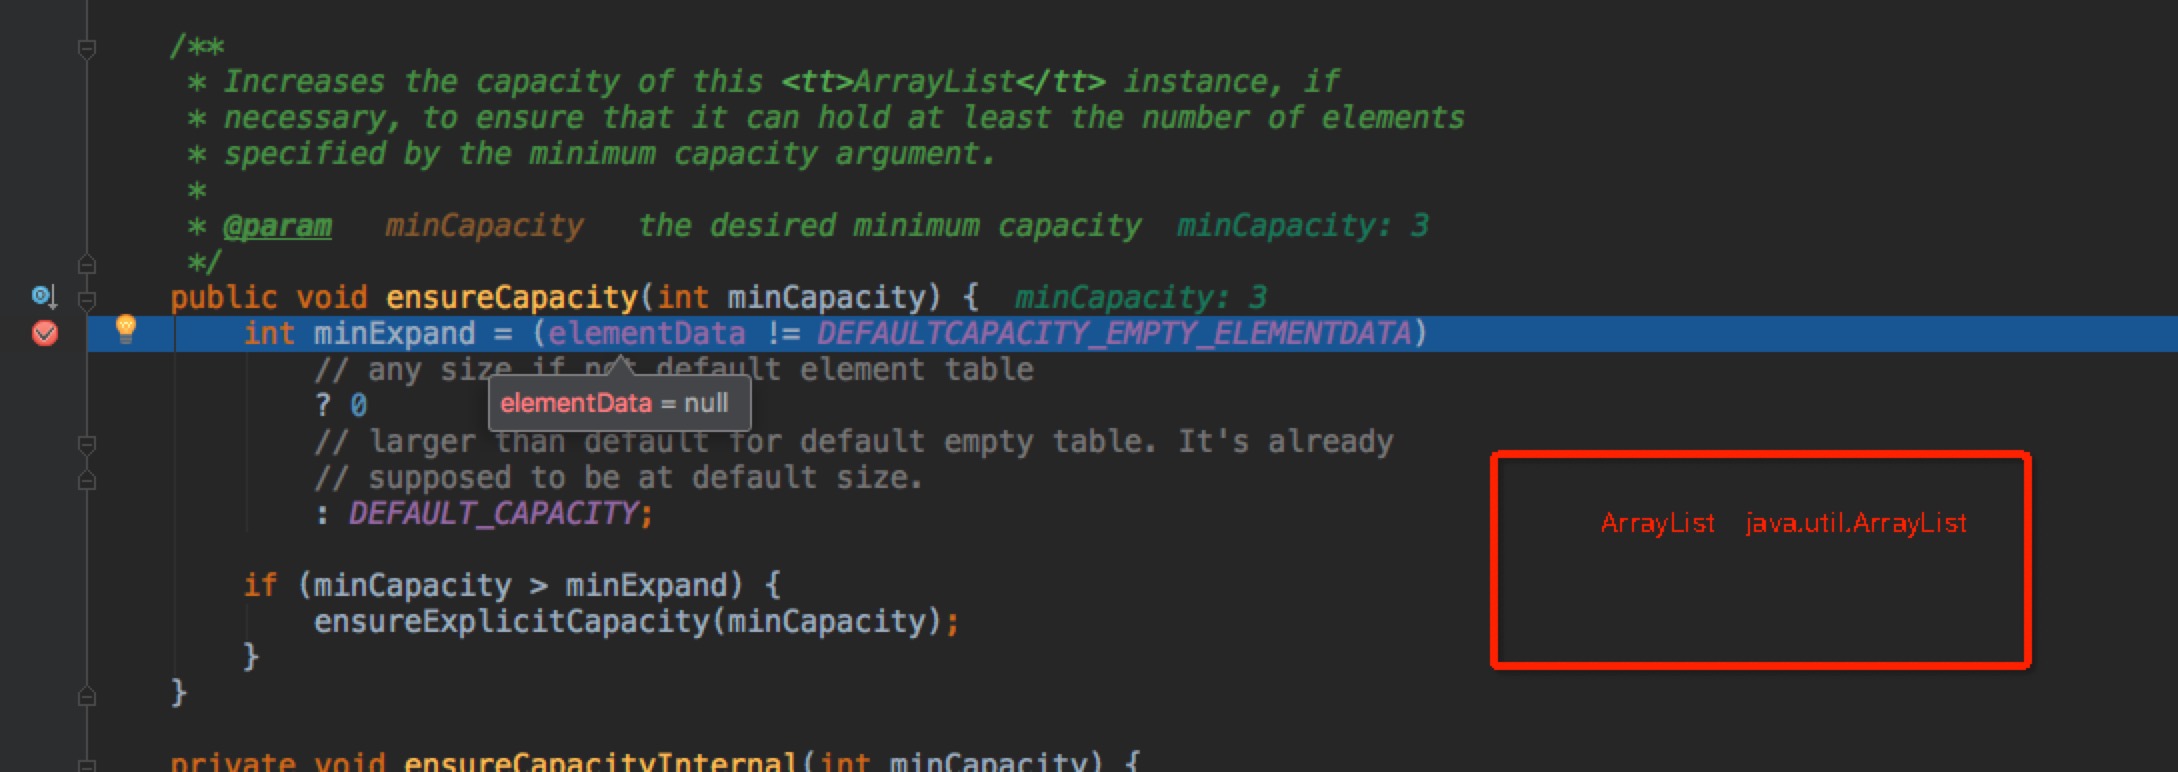 /**
* Increases the capacity of this <tt>ArrayList</tt> instance, if
* necessary, to ensure that it can hold at least the number of elements
* specified by the minimum capacity argument.
*
* @param minCapacity the desired minimum capacity minCapacity: 3
*/
public void ensureCapacity(int minCapacity) { minCapacity: 3
int minExpand = (elementData != DEFAULTCAPACITY_EMPTY_ELEMENTDATA)
// any size if not default element table
? 0
elementData = null
// larger than default for default empty table. It's already
// supposed to be at default size.
: DEFAULT_CAPACITY;
ArrayList java.util.ArrayList
if (minCapacity > minExpand) {
ensureExplicitCapacity(minCapacity);
}
}
private void ensureCapacityInternal(int minCapacity) {